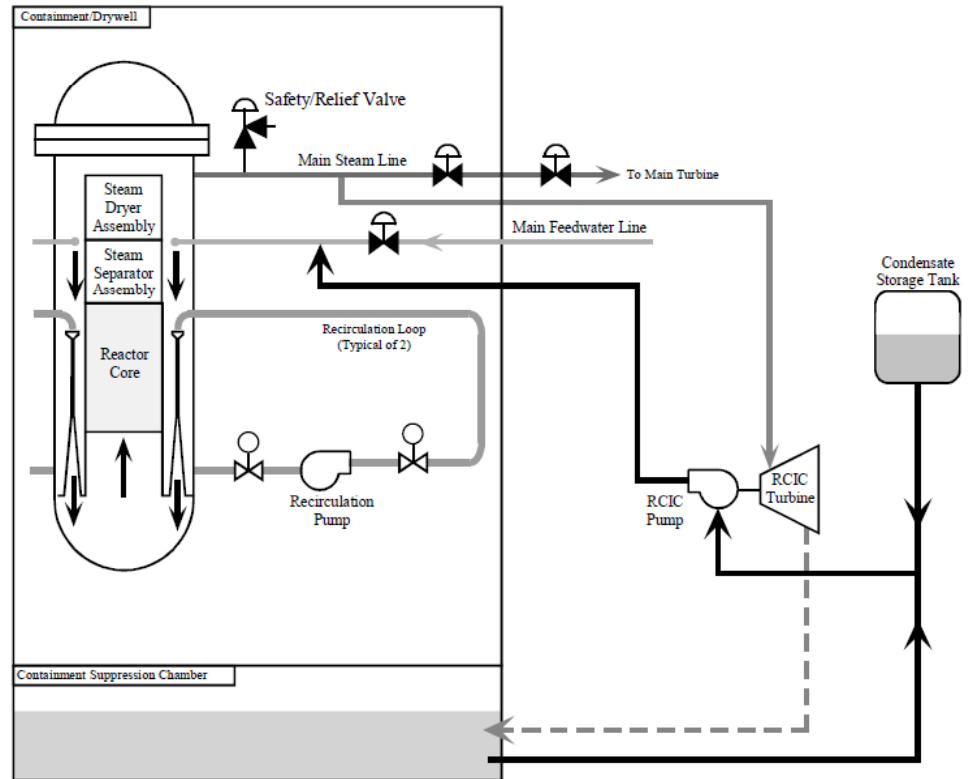 Containment/Drywell
Safety/Relief Valve
Main Steam Line
To Main Turbine
Steam
Dryer
Assembly
Main Feedwater Line
Steam
Separator
Assembly
Condensate
Storage Tank
Recirculation Loop
(Typical of 2)
Reactor
Core
RCIC
Turbine
Recirculation
Pump
RCIC
Pump
Containment Suppression Chamber